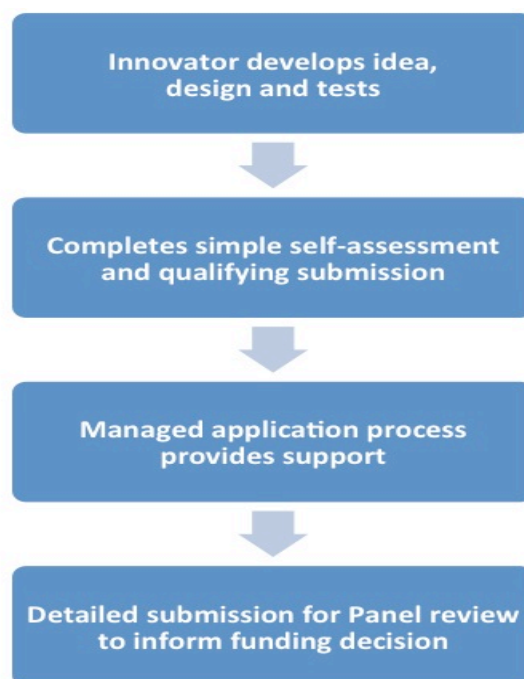 Innovator develops idea,
design and tests
Completes simple self-assessment
and qualifying submission
Managed application process
provides support
Detailed submission for Panel review
to inform funding decision